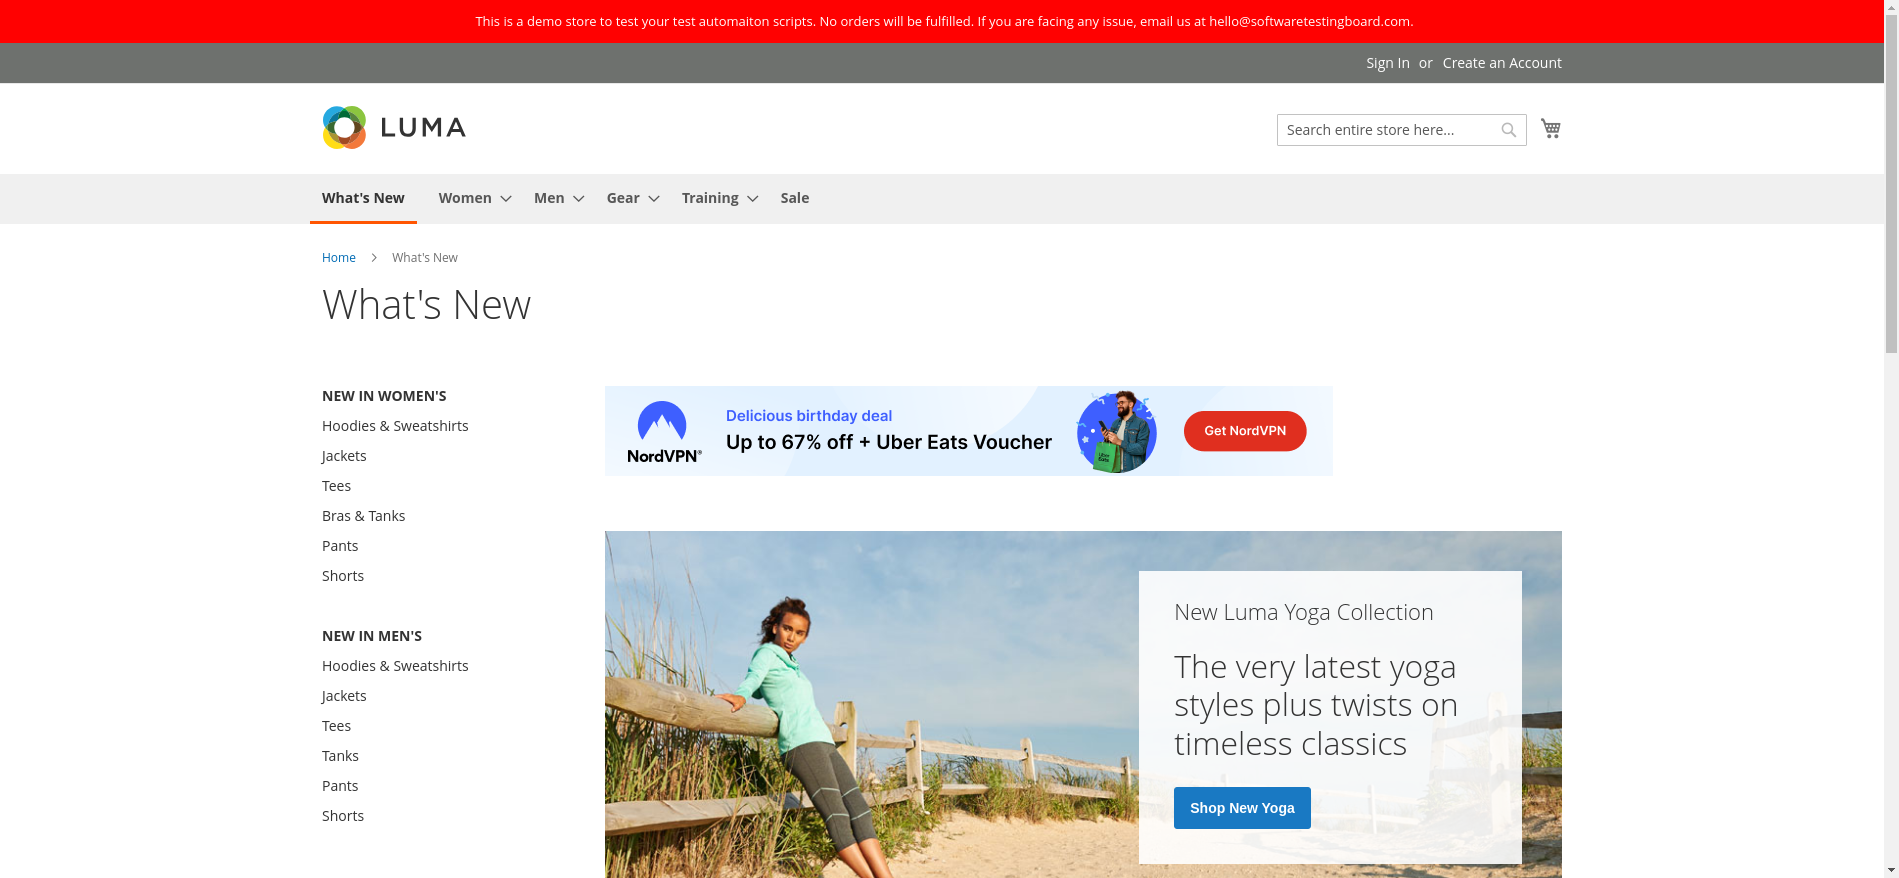 This is a demo store to test your test automaiton scripts. No orders will be fulfilled. If you are facing any issue, email us at hello@softwaretestingboard.com.
Sign In or Create an Account
LUMA
Search entire store here...
What's New Women Men Gear Training Sale
Home What's New
What's New
NEW IN WOMEN'S
Hoodies & Sweatshirts
Jackets
Tees
Bras & Tanks
Pants
Shorts
NEW IN MEN'S
Hoodies & Sweatshirts
Jackets
Tees
Tanks
Pants
Shorts
NordVPN®
Delicious birthday deal
Up to 67% off + Uber Eats Voucher
Uber
Eats
Get NordVPN
New Luma Yoga Collection
The very latest yoga
styles plus twists on
timeless classics
Shop New Yoga